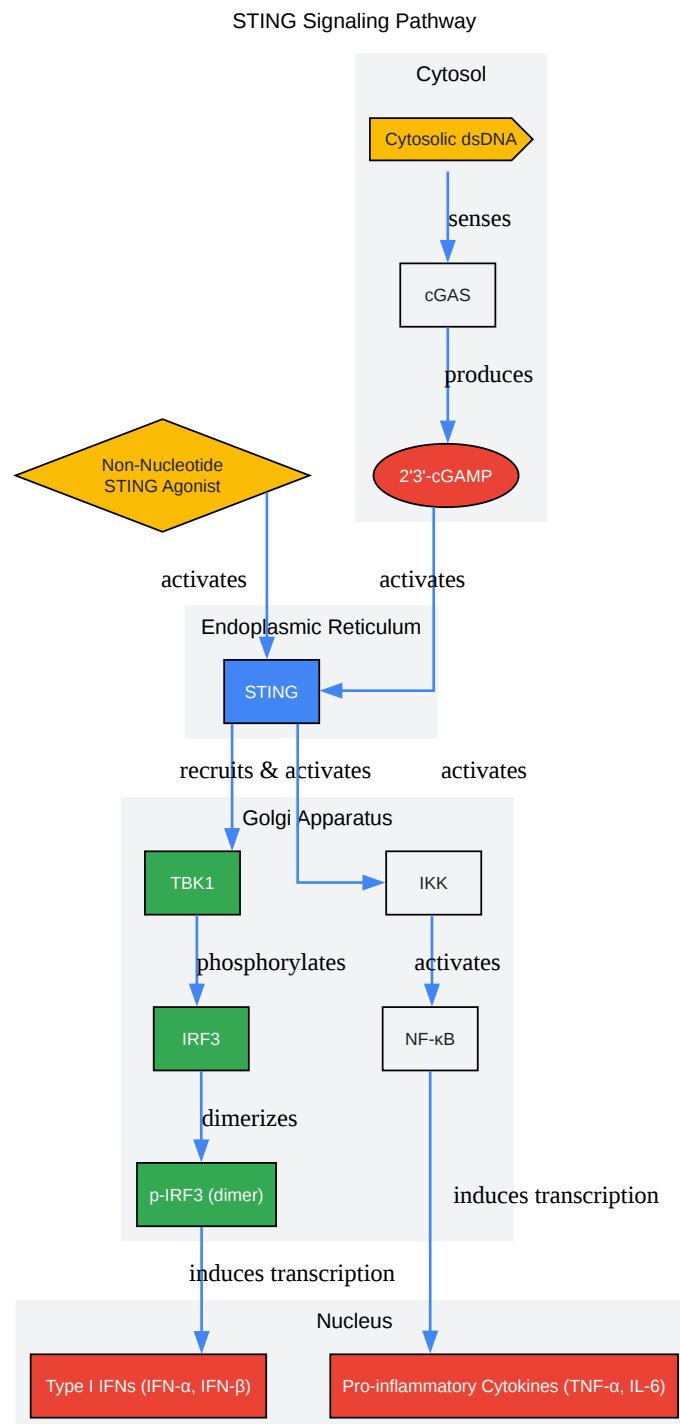 STING Signaling Pathway
Cytosol
Cytosolic dsDNA
senses
cGAS
produces
Non-Nucleotide
STING Agonist
2'3'-cGAMP
activates
activates
Endoplasmic Reticulum
STING
recruits & activates
activates
Golgi Apparatus
TBK1
IKK
phosphorylates
activates
IRF3
NF-κB
dimerizes
p-IRF3 (dimer)
induces transcription
induces transcription
Nucleus
Type I IFNs (IFN-α, IFN-β)
Pro-inflammatory Cytokines (TNF-α, IL-6)